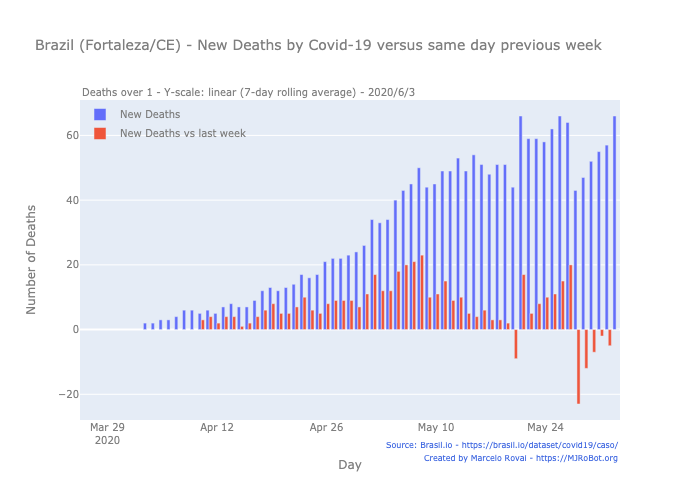 Brazil (Fortaleza/CE) - New Deaths by Covid-19 versus same day previous week
Deaths over 1 - Y-scale: linear (7-day rolling average) - 2020/6/3
New Deaths
New Deaths vs last week
60
40
20
0
−20
Number of Deaths
Mar 29
2020
Apr 12
Apr 26
May 10
May 24
Day
Source: Brasil.io - https://brasil.io/dataset/covid19/caso/
Created by Marcelo Rovai - https://MJRoBot.org